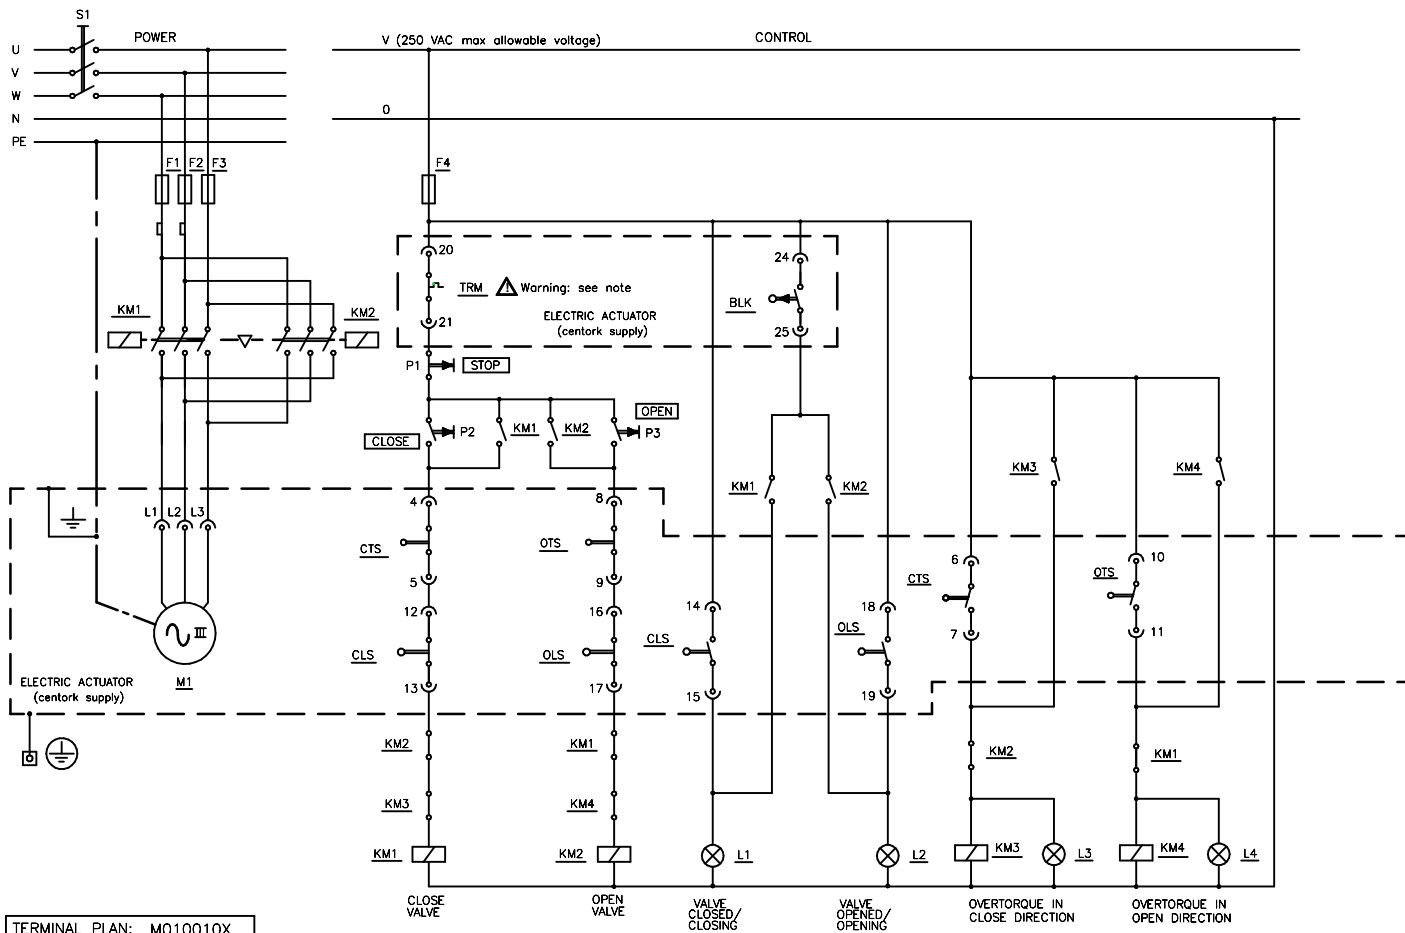 S1
POWER
V (250 VAC max allowable voltage)
CONTROL
U
V
W
N
PE
0
F1 F2 F3
F4
20
24
TRM
Warning: see note
BLK
KM1
KM2
21
ELECTRIC ACTUATOR
(centork supply)
25
P1
STOP
OPEN
CLOSE
P2
KM1
KM2
P3
KM3
KM4
KM1
KM2
4
8
L1 L2 L3
CTS
OTS
6
10
CTS
OTS
5
9
12
16
14
18
7
11
III
CLS
OLS
CLS
OLS
ELECTRIC ACTUATOR
(centork supply)
M1
13
17
15
19
KM2
KM1
KM2
KM1
KM3
KM4
KM1
KM2
L1
L2
KM3
L3
KM4
L4
CLOSE
VALVE
OPEN
VALVE
VALVE
CLOSED/
CLOSING
VALVE
OPENED/
OPENING
OVERTORQUE IN
CLOSE DIRECTION
OVERTORQUE IN
OPEN DIRECTION
TERMINAL PLAN: M010010X